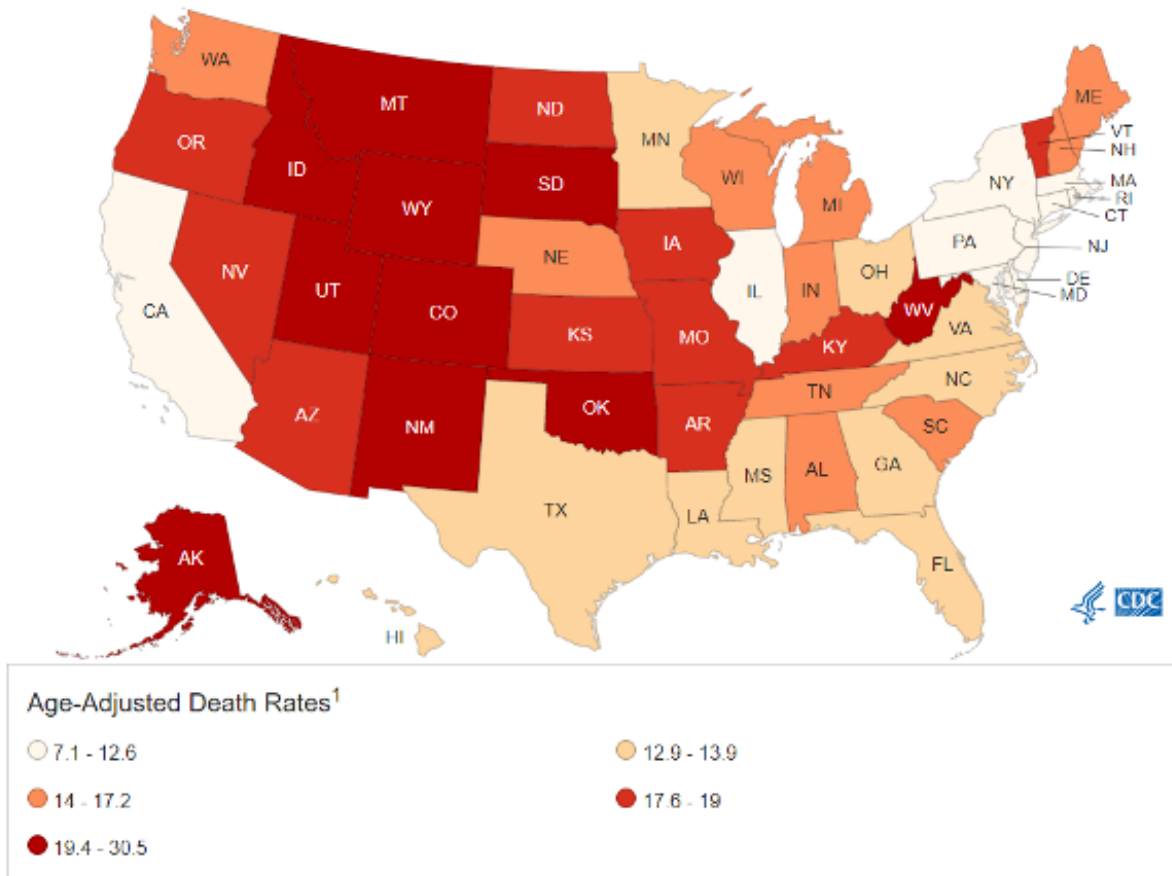 WA
MT
ND
MN
ME
VT
NH
OR
ID
SD
WI
MI
NY
MA
RI
CT
WY
IA
PA
NJ
NE
OH
DE
MD
NV
UT
CO
IL
IN
WV
VA
CA
KS
MO
KY
NC
TN
AZ
NM
OK
AR
SC
MS
AL
GA
TX
LA
FL
AK
HI
CDC
Age-Adjusted Death Rates1
7.1 - 12.6
12.9 - 13.9
14 - 17.2
17.6 - 19
19.4 - 30.5